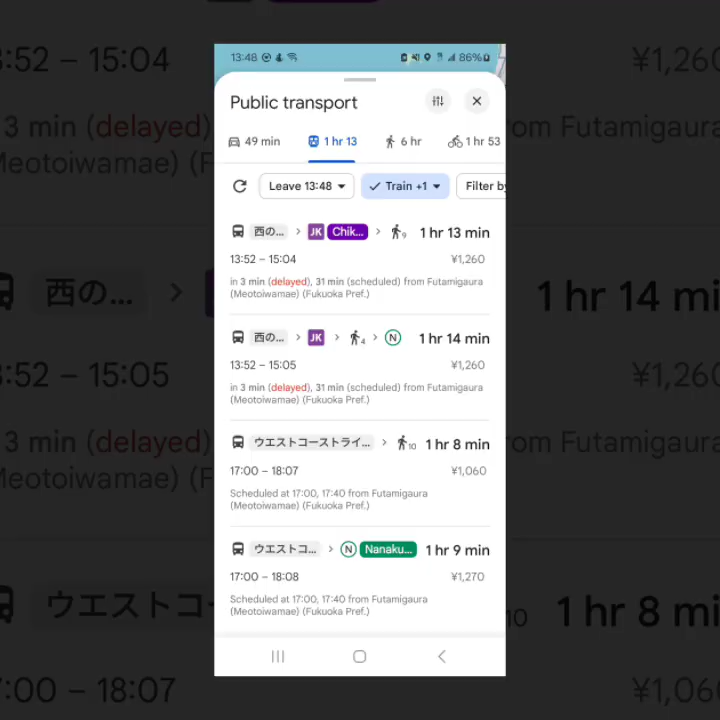 13:48 86%
Public transport
49 min 1 hr 13 6 hr 1 hr 53
Leave 13:48 Train +1 Filter by
西の... JK Chik... 9 1 hr 13 min
13:52 – 15:04 ¥1,260
in 3 min (delayed), 31 min (scheduled) from Futamigaura
(Meotoiwamae) (Fukuoka Pref.)
西の... JK 4 N 1 hr 14 min
13:52 – 15:05 ¥1,260
in 3 min (delayed), 31 min (scheduled) from Futamigaura
(Meotoiwamae) (Fukuoka Pref.)
ウエストコーストライ... 10 1 hr 8 min
17:00 – 18:07 ¥1,060
Scheduled at 17:00, 17:40 from Futamigaura
(Meotoiwamae) (Fukuoka Pref.)
ウエストコ... N Nanaku... 1 hr 9 min
17:00 – 18:08 ¥1,270
Scheduled at 17:00, 17:40 from Futamigaura
(Meotoiwamae) (Fukuoka Pref.)